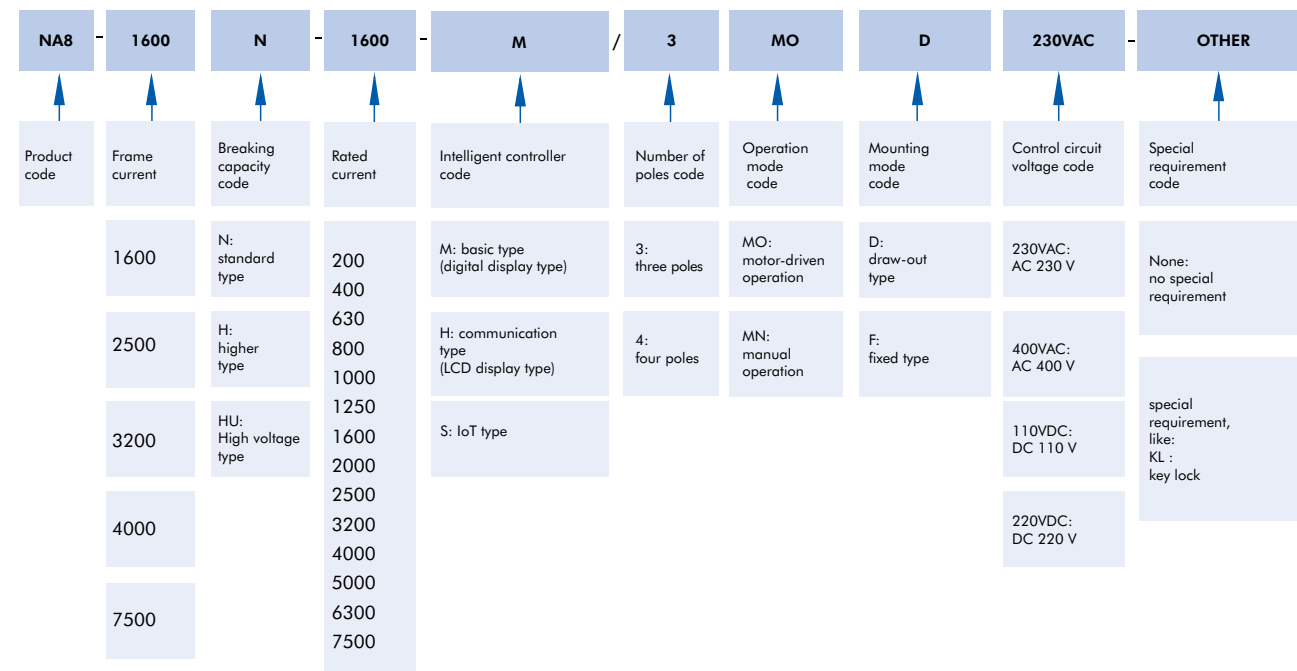 NA8 - 1600 N - 1600 - M / 3 MO D 230VAC - OTHER
Product
code
Frame
current
Breaking
capacity
code
Rated
current
Intelligent controller
code
Number of
poles code
Operation
mode
code
Mounting
mode
code
Control circuit
voltage code
Special
requirement
code
1600
2500
3200
4000
7500
N:
standard
type
H:
higher
type
HU:
High voltage
type
200
400
630
800
1000
1250
1600
2000
2500
3200
4000
5000
6300
7500
M: basic type
(digital display type)
H: communication
type
(LCD display type)
S: IoT type
3:
three poles
4:
four poles
MO:
motor-driven
operation
MN:
manual
operation
D:
draw-out
type
F:
fixed type
230VAC:
AC 230 V
400VAC:
AC 400 V
110VDC:
DC 110 V
220VDC:
DC 220 V
None:
no special
requirement
special
requirement,
like:
KL :
key lock